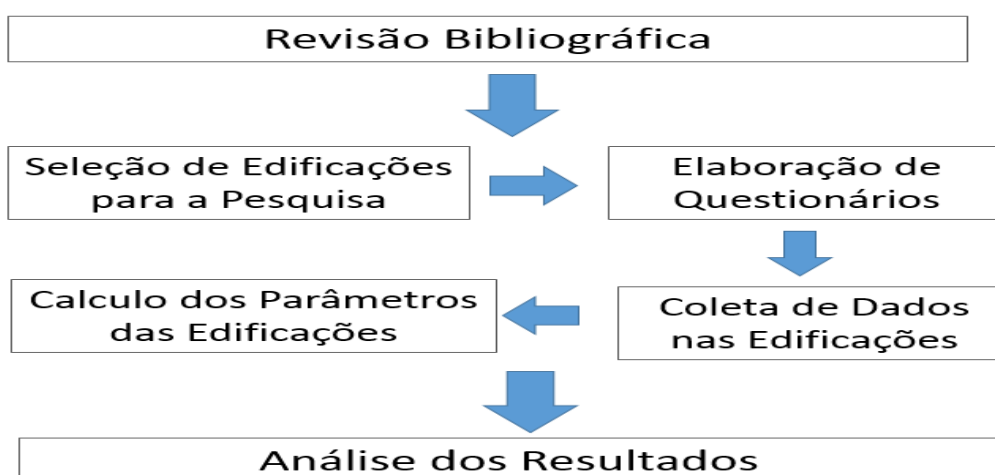 Revisão Bibliográfica
Seleção de Edificações
para a Pesquisa
Elaboração de
Questionários
Coleta de Dados
nas Edificações
Calculo dos Parâmetros
das Edificações
Análise dos Resultados